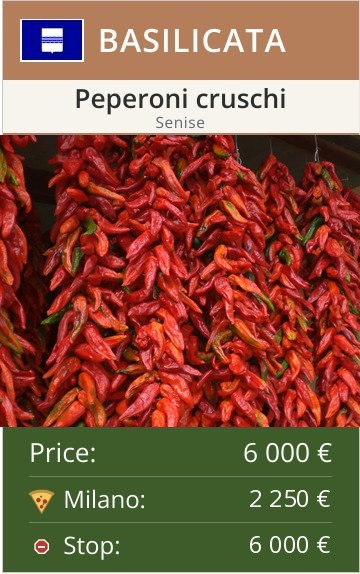 BASILICATA
Peperoni cruschi
Senise
Price: 6 000 €
Milano: 2 250 €
Stop: 6 000 €